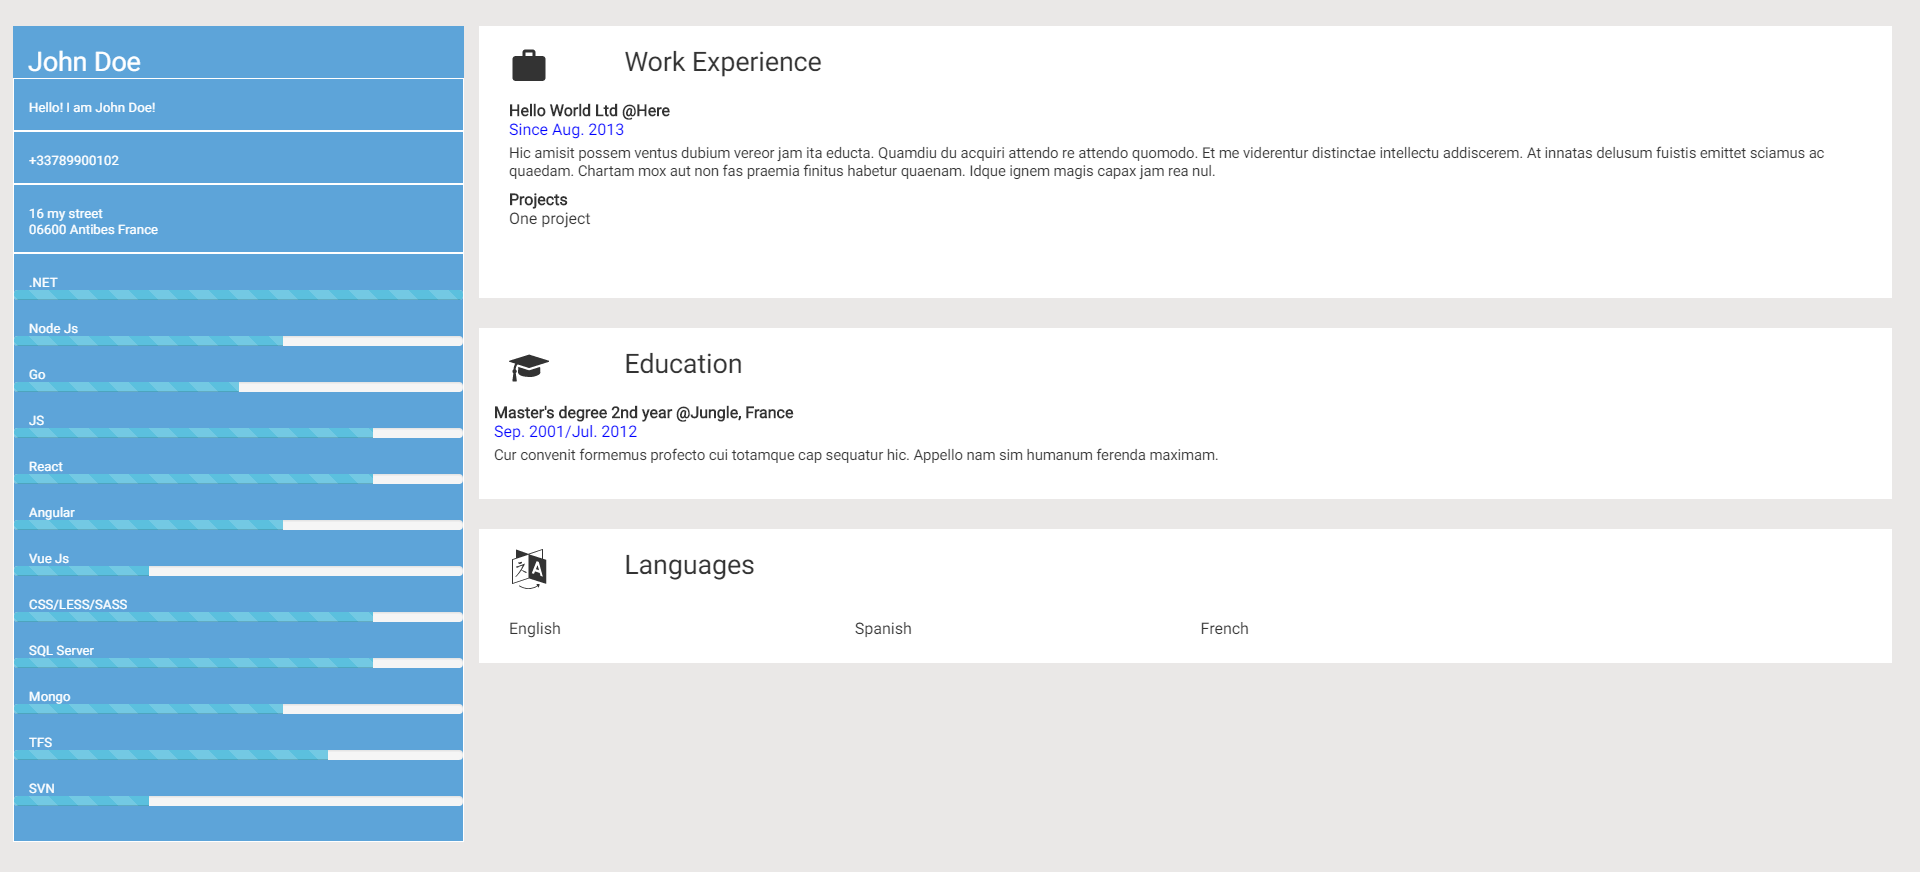 John Doe
Hello! I am John Doe!
+33789900102
16 my street
06600 Antibes France
.NET
Node Js
Go
JS
React
Angular
Vue Js
CSS/LESS/SASS
SQL Server
Mongo
TFS
SVN
Work Experience
Hello World Ltd @Here
Since Aug. 2013
Hic amisit possem ventus dubium vereor jam ita educta. Quamdiu du acquiri attendo re attendo quomodo. Et me viderentur distinctae intellectu addiscerem. At innatas delusum fuistis emittet sciamus ac
quaedam. Chartam mox aut non fas praemia finitus habetur quaenam. Idque ignem magis capax jam rea nul.
Projects
One project
Education
Master's degree 2nd year @Jungle, France
Sep. 2001/Jul. 2012
Cur convenit formemus profecto cui totamque cap sequatur hic. Appello nam sim humanum ferenda maximam.
Languages
English
Spanish
French